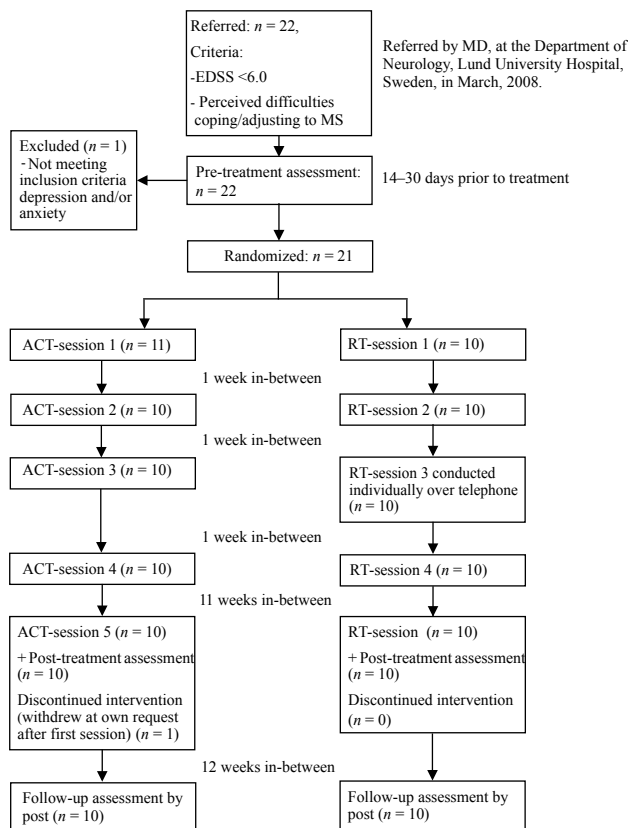 Referred: n = 22,
Criteria:
-EDSS <6.0
- Perceived difficulties
coping/adjusting to MS
Referred by MD, at the Department of
Neurology, Lund University Hospital,
Sweden, in March, 2008.
Excluded (n = 1)
- Not meeting
inclusion criteria
depression and/or
anxiety
Pre-treatment assessment:
n = 22
14–30 days prior to treatment
Randomized: n = 21
ACT-session 1 (n = 11)
RT-session 1 (n = 10)
1 week in-between
ACT-session 2 (n = 10)
RT-session 2 (n = 10)
1 week in-between
ACT-session 3 (n = 10)
RT-session 3 conducted
individually over telephone
(n = 10)
1 week in-between
ACT-session 4 (n = 10)
RT-session 4 (n = 10)
11 weeks in-between
ACT-session 5 (n = 10)
+ Post-treatment assessment
(n = 10)
Discontinued intervention
(withdrew at own request
after first session) (n = 1)
RT-session (n = 10)
+ Post-treatment assessment
(n = 10)
Discontinued intervention
(n = 0)
12 weeks in-between
Follow-up assessment by
post (n = 10)
Follow-up assessment by
post (n = 10)